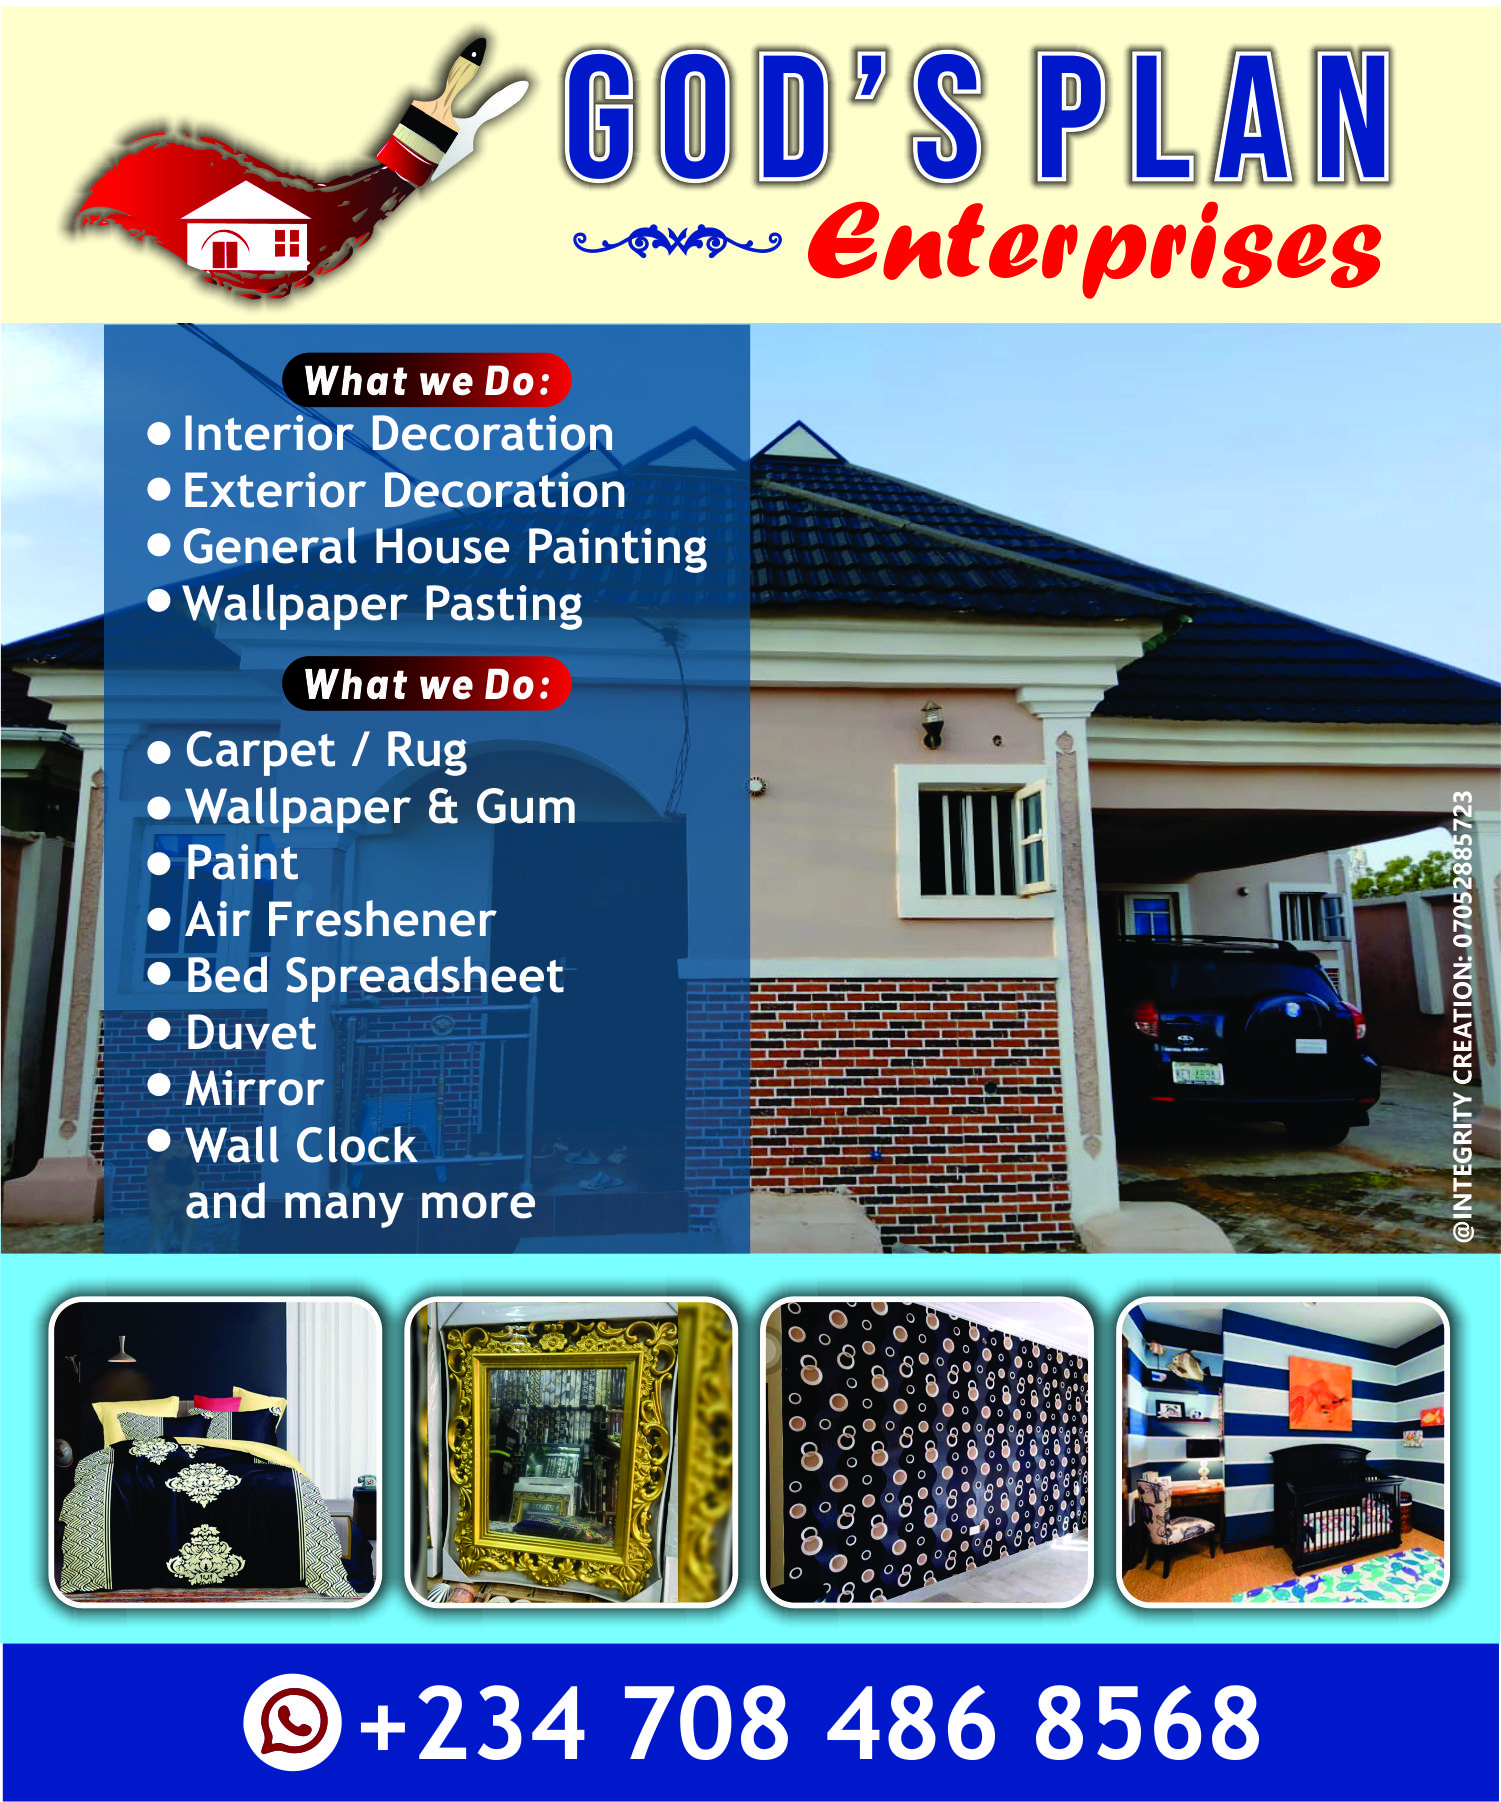 GOD'S PLAN
Enterprises
What we Do:
Interior Decoration
Exterior Decoration
General House Painting
Wallpaper Pasting
What we Do:
Carpet / Rug
Wallpaper & Gum
Paint
Air Freshener
Bed Spreadsheet
Duvet
Mirror
Wall Clock
and many more
@INTEGRITY CREATION: 07052885723
+234 708 486 8568